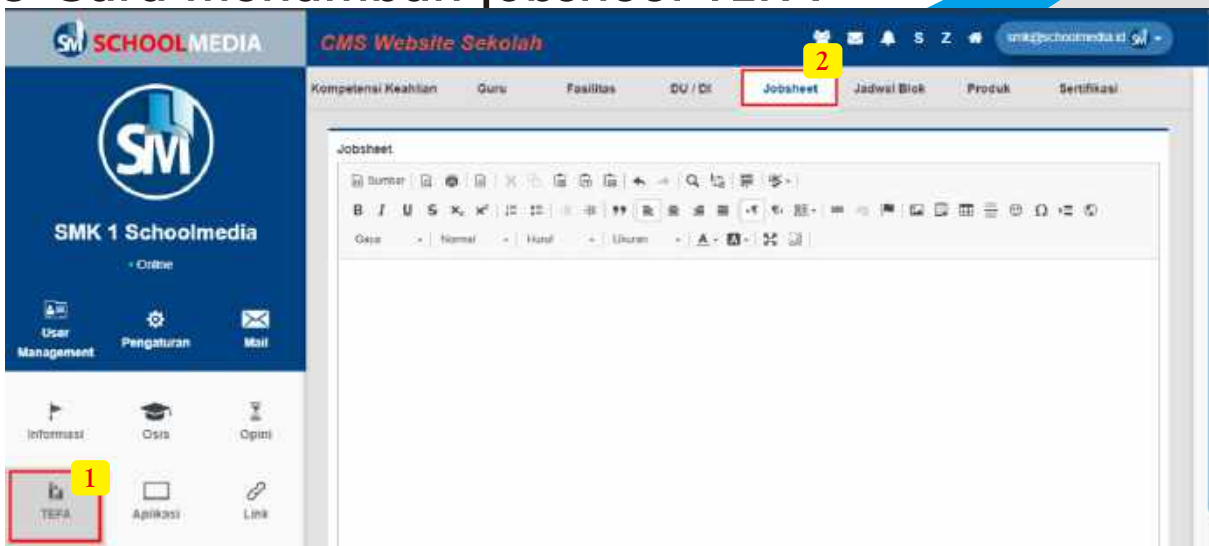 SM SCHOOLMEDIA
CMS Website Sekolah
S Z smk@schoolmedia.id SM
2
Kompetensi Keahlian Guru Fasilitas DU / DI Jobsheet Jadwal Blok Produk Sertifikasi
SM
Jobsheet
Sumber
B I U S
Gaya Normal Huruf Ukuran A A
SMK 1 Schoolmedia
Online
User Management Pengaturan Mail
Informasi Osis Opini
1
TEFA Aplikasi Link